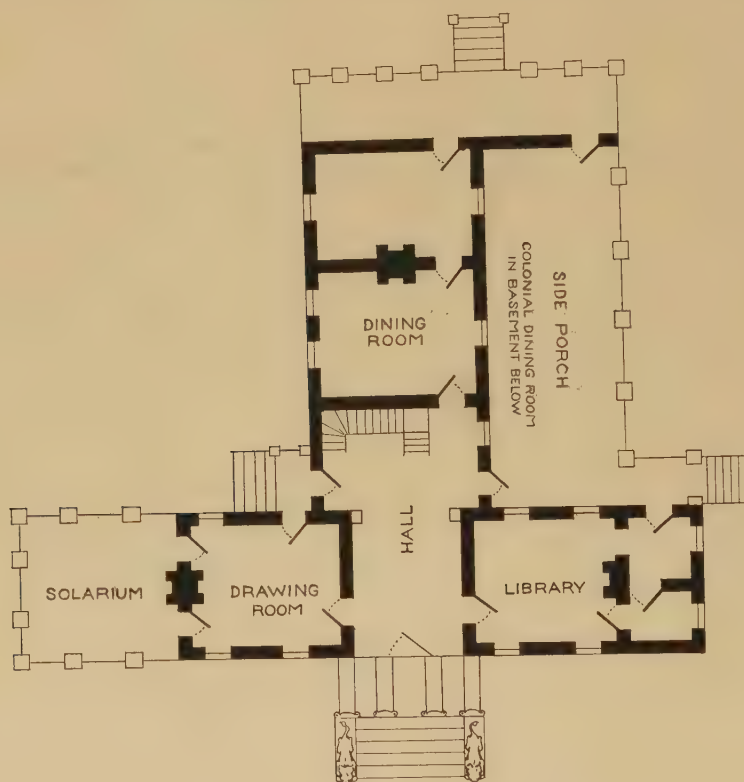 DINING
ROOM
SIDE PORCH
COLONIAL DINING ROOM
IN BASEMENT BELOW
HALL
SOLARIUM
DRAWING
ROOM
LIBRARY